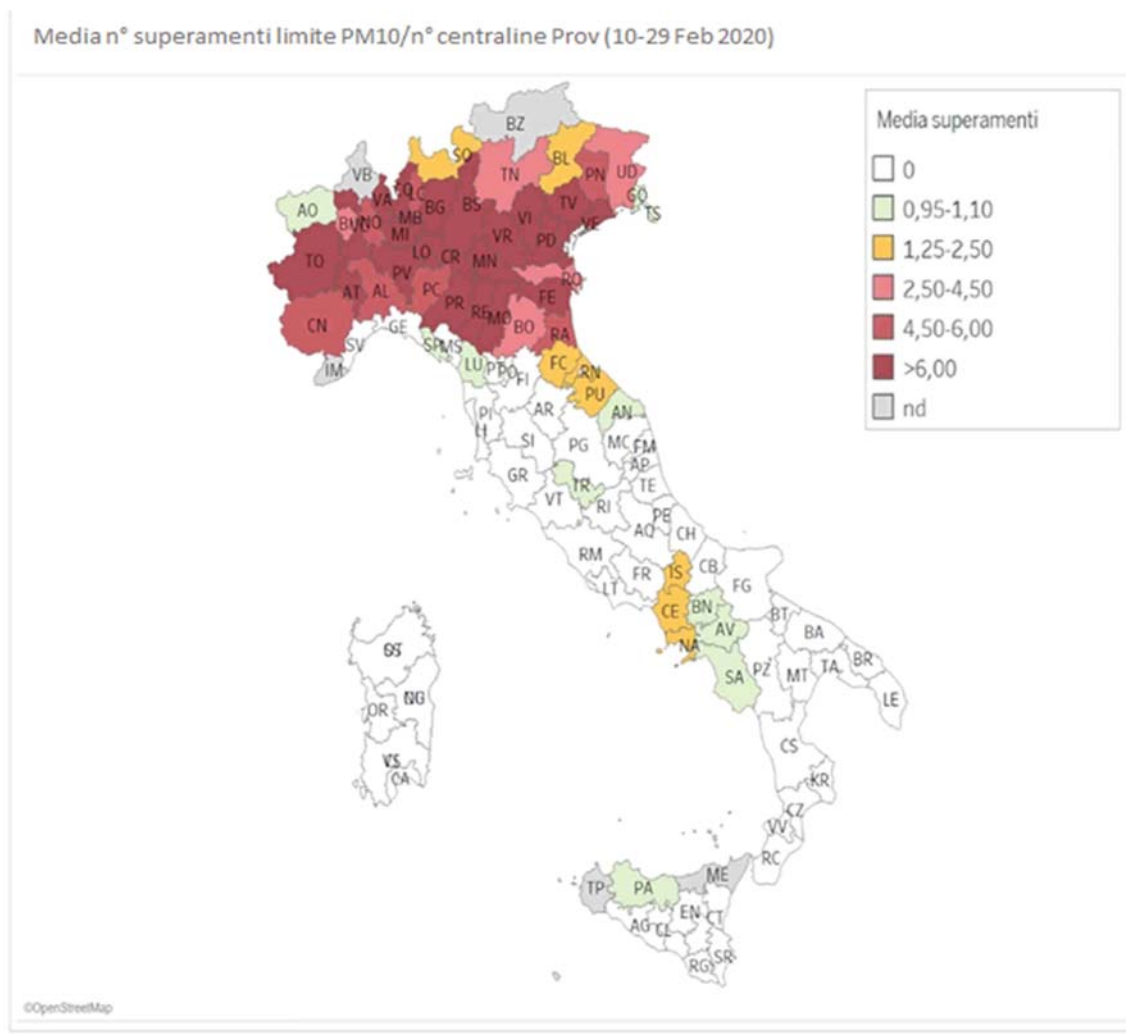 Media n° superamenti limite PM10/n° centraline Prov (10-29 Feb 2020)
Media superamenti
0
0,95-1,10
1,25-2,50
2,50-4,50
4,50-6,00
>6,00
nd
BZ
VB
SO
BL
TN
PN
UD
GO
TS
AO
VA
LC
BG
BS
TV
NO
MB
VI
VE
MI
VR
PD
TO
LO
CR
MN
PV
RO
AT
AL
PC
PR
RE
MO
FE
CN
BO
RA
GE
SV
IM
SP
MS
LU
PT
PO
FI
FC
RN
PU
AN
PI
LI
AR
SI
PG
MC
FM
AP
GR
TR
TE
VT
RI
PE
AQ
CH
RM
FR
IS
CB
FG
LT
CE
BN
BT
AV
BA
NA
SA
PZ
MT
TA
BR
LE
OR
CA
CS
KR
CZ
VV
RC
TP
PA
ME
EN
CT
AG
CL
SR
RG
©OpenStreetMap